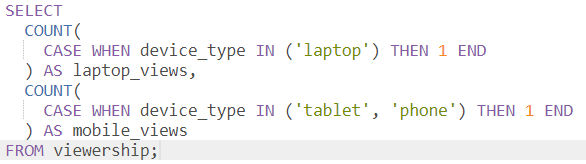 SELECT
  COUNT(
    CASE WHEN device_type IN ('laptop') THEN 1 END
  ) AS laptop_views,
  COUNT(
    CASE WHEN device_type IN ('tablet', 'phone') THEN 1 END
  ) AS mobile_views
FROM viewership;